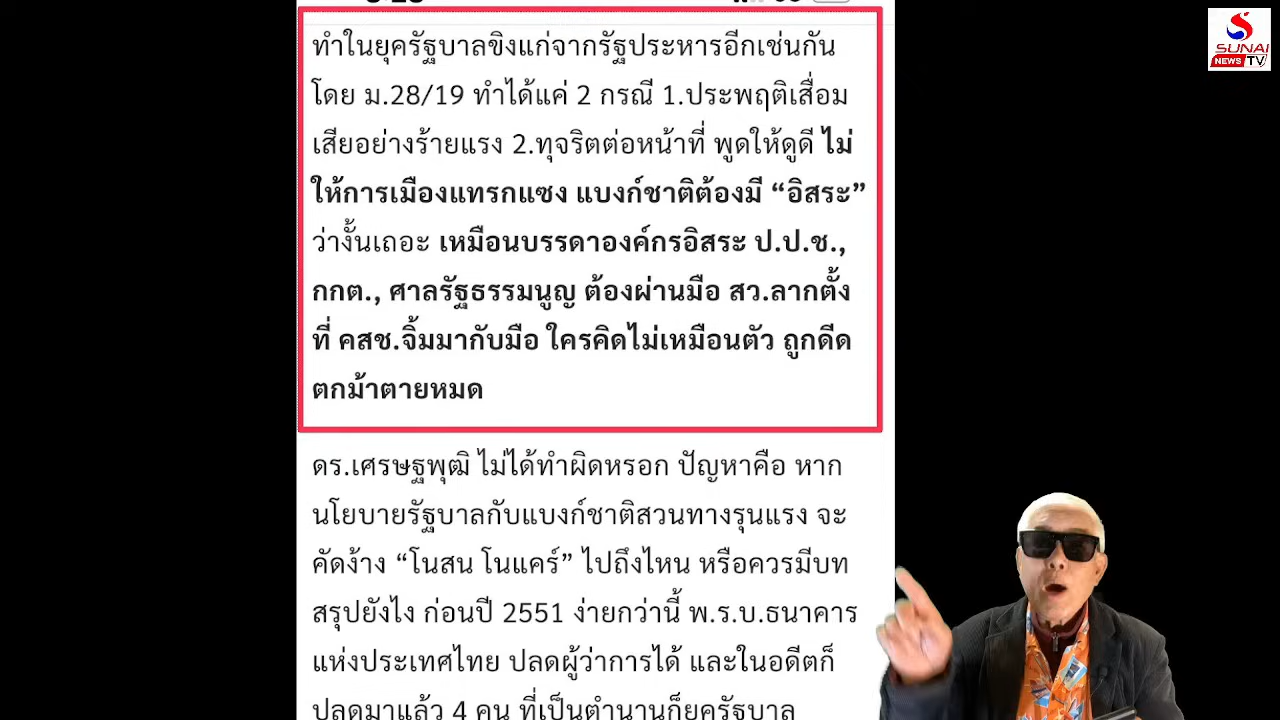 SUNAI
NEWS TV
ทำในยุครัฐบาลขิงแก่จากรัฐประหารอีกเช่นกัน
โดย ม.28/19 ทำได้แค่ 2 กรณี 1.ประพฤติเสื่อม
เสียอย่างร้ายแรง 2.ทุจริตต่อหน้าที่ พูดให้ดูดี ไม่
ให้การเมืองแทรกแซง แบงก์ชาติต้องมี “อิสระ”
ว่างั้นเถอะ เหมือนบรรดาองค์กรอิสระ ป.ป.ช.,
กกต., ศาลรัฐธรรมนูญ ต้องผ่านมือ สว.ลากตั้ง
ที่ คสช.จิ้มมากับมือ ใครคิดไม่เหมือนตัว ถูกดีด
ตกม้าตายหมด
ดร.เศรษฐพุฒิ ไม่ได้ทำผิดหรอก ปัญหาคือ หาก
นโยบายรัฐบาลกับแบงก์ชาติสวนทางรุนแรง จะ
คัดง้าง “โนสน โนแคร์” ไปถึงไหน หรือควรมีบท
สรุปยังไง ก่อนปี 2551 ง่ายกว่านี้ พ.ร.บ.ธนาคาร
แห่งประเทศไทย ปลดผู้ว่าการได้ และในอดีตก็
ปลดมาแล้ว 4 คน ที่เป็นตำนานก็ยุครัฐบาล